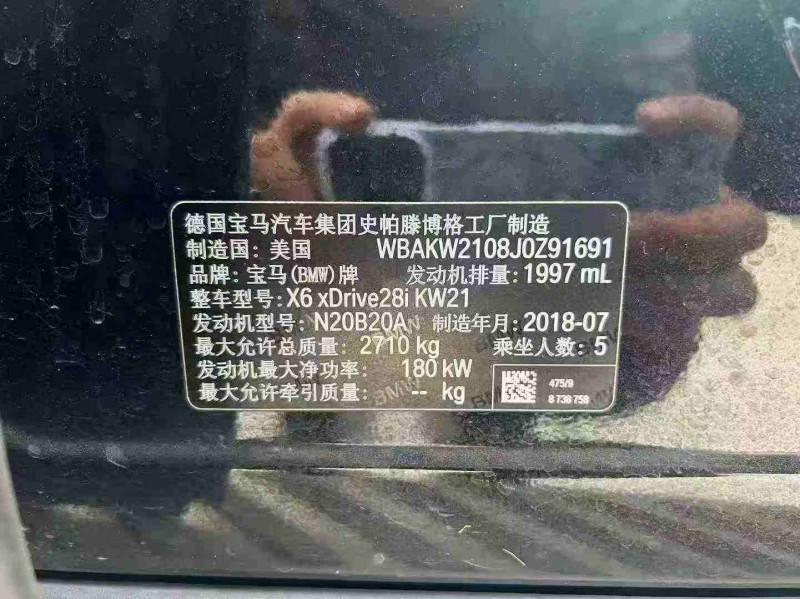 德国宝马汽车集团史帕滕博格工厂制造
制造国: 美国 WBAKW2108J0Z91691
品牌: 宝马(BMW)牌 发动机排量: 1997 mL
整车型号: X6 xDrive28i KW21
发动机型号: N20B20A 制造年月: 2018-07
最大允许总质量: 2710 kg 乘坐人数: 5
发动机最大净功率: 180 kW
最大允许牵引质量: -- kg
475/9
8 738 758